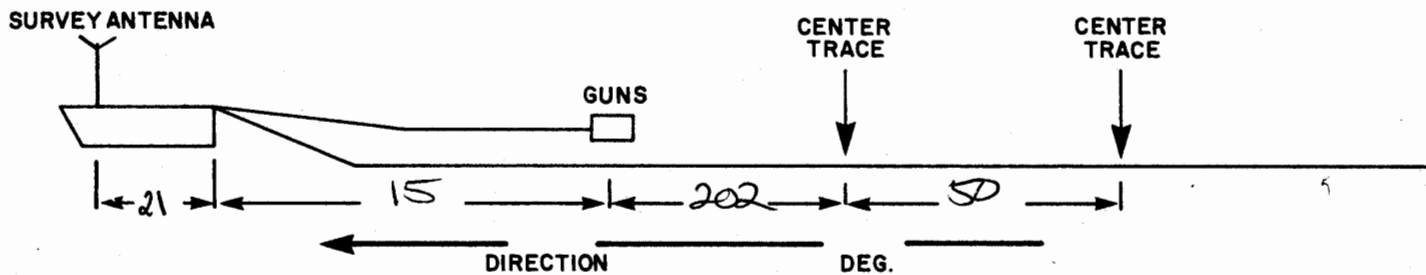 SURVEY ANTENNA
CENTER
TRACE
CENTER
TRACE
GUNS
21
15
202
50
DIRECTION DEG.